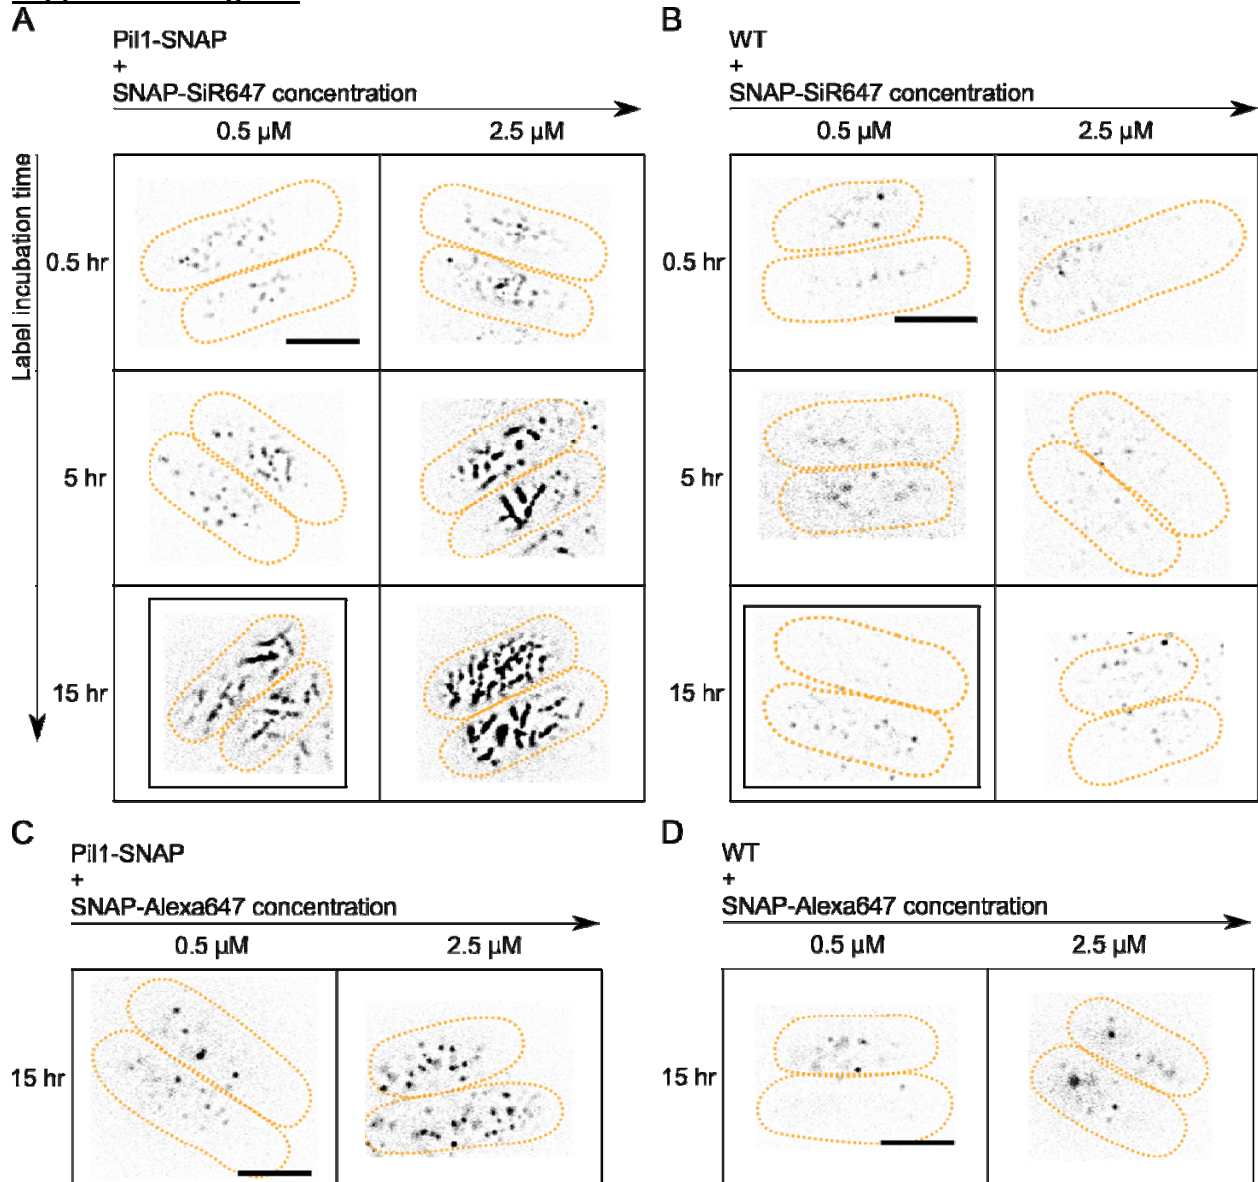 A
Pil1-SNAP
+
SNAP-SiR647 concentration
0.5 µM 2.5 µM
Label incubation time
0.5 hr
5 hr
15 hr
B
WT
+
SNAP-SiR647 concentration
0.5 µM 2.5 µM
0.5 hr
5 hr
15 hr
C
Pil1-SNAP
+
SNAP-Alexa647 concentration
0.5 µM 2.5 µM
15 hr
D
WT
+
SNAP-Alexa647 concentration
0.5 µM 2.5 µM
15 hr